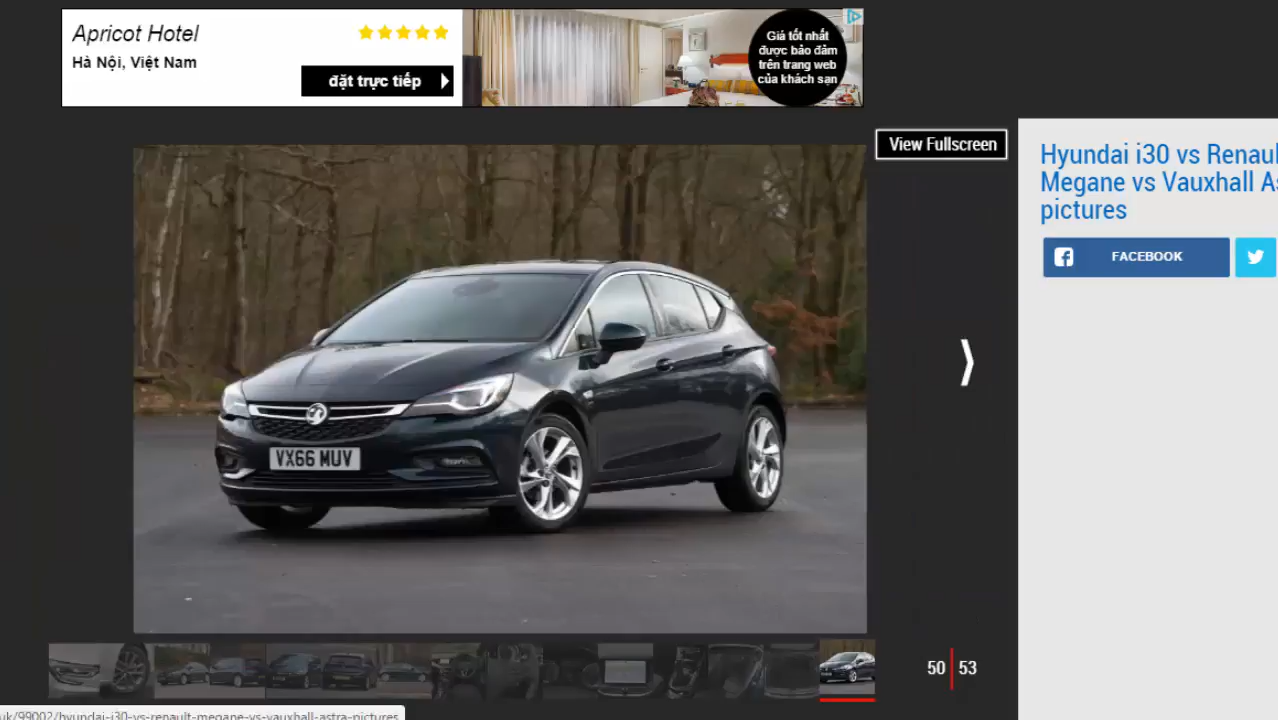 Apricot Hotel
Hà Nội, Việt Nam
đặt trực tiếp
Giá tốt nhất
được bảo đảm
trên trang web
của khách sạn
View Fullscreen
Hyundai i30 vs Renaul
Megane vs Vauxhall As
pictures
FACEBOOK
VX66 MUV
50 53
uk/99002/hyundai-i30-vs-renault-megane-vs-vauxhall-astra-pictures